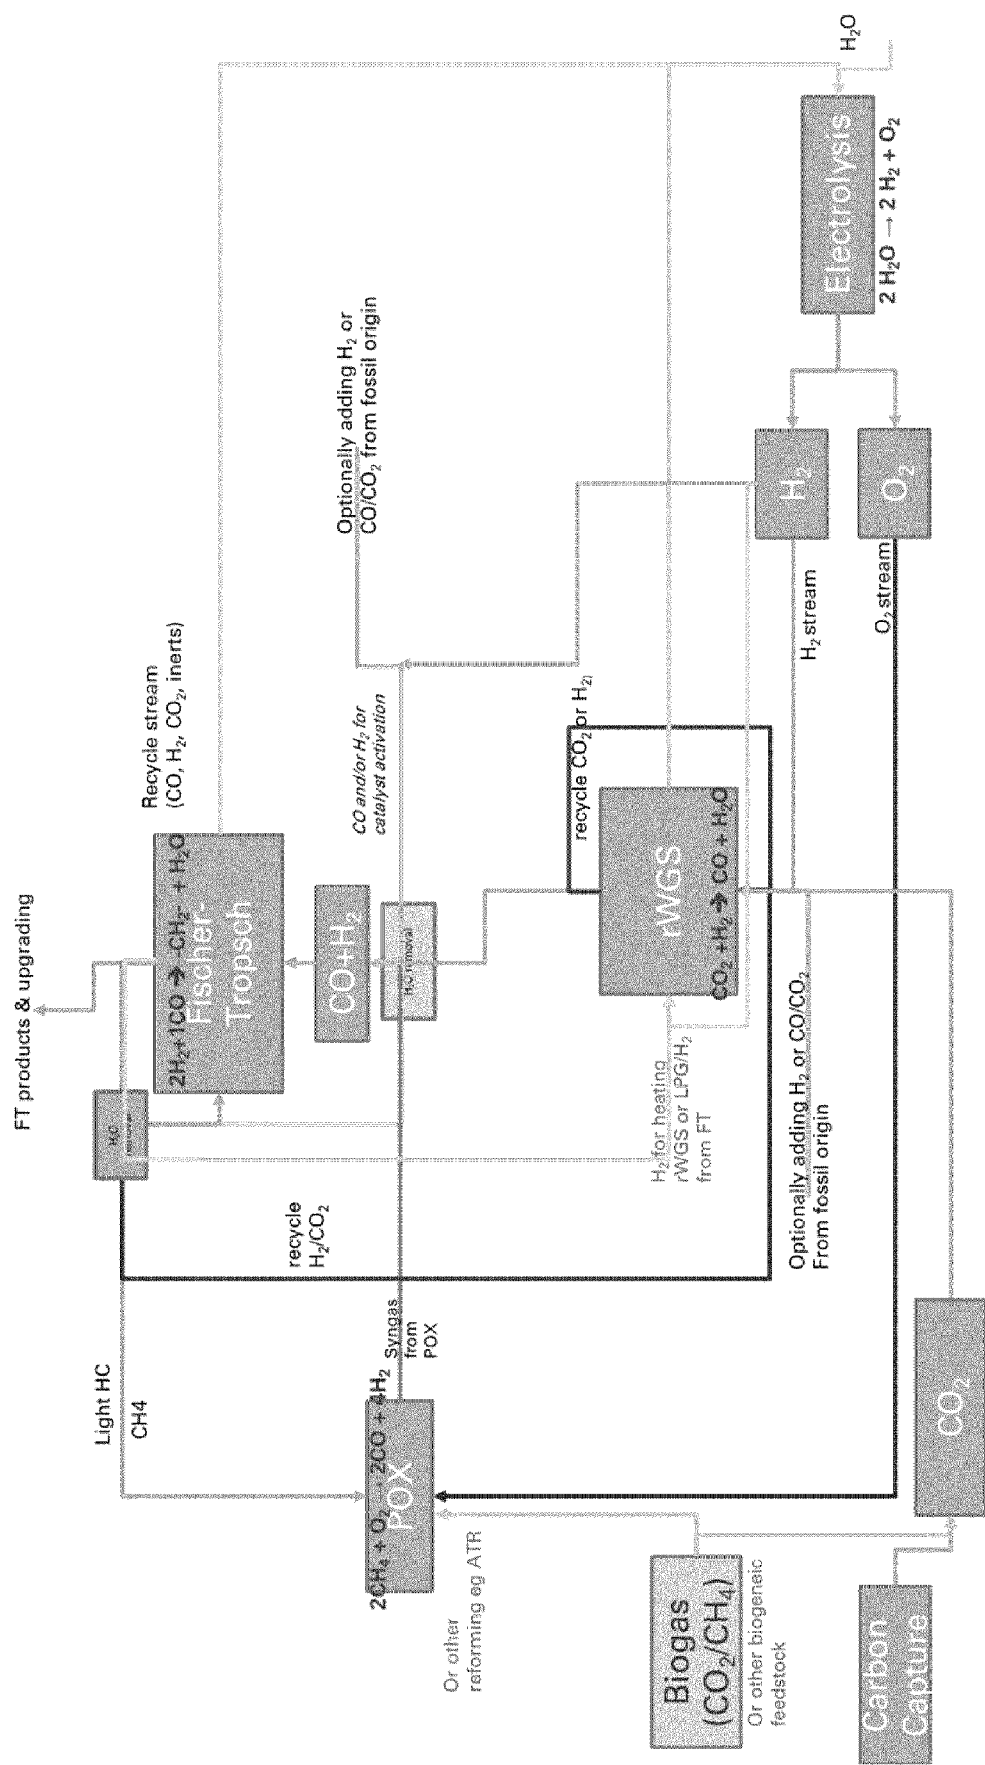 FT products & upgrading
Light HC
CH4
H₂O
Recycle stream
(CO, H₂, CO₂, inerts)
2H₂+1CO → -CH₂- + H₂O
Fischer-
Tropsch
recycle
H₂/CO₂
CO+H₂
H₂O removal
CO and/or H₂ for
catalyst activation
Optionally adding H₂ or
CO/CO₂ from fossil origin
2CH₄ + O₂ → 2CO + 4H₂
POX
Syngas
from
POX
Or other
reforming eg ATR
recycle CO₂ or H₂)
rWGS
CO₂ +H₂ → CO + H₂O
H₂ for heating
rWGS or LPG/H₂
from FT
Optionally adding H₂ or CO/CO₂
From fossil origin
Biogas
(CO₂/CH₄)
Or other biogeneic
feedstock
H₂
H₂ stream
O₂
O₂ stream
Electrolysis
2 H₂O → 2 H₂ + O₂
H₂O
CO₂
Carbon
Capture